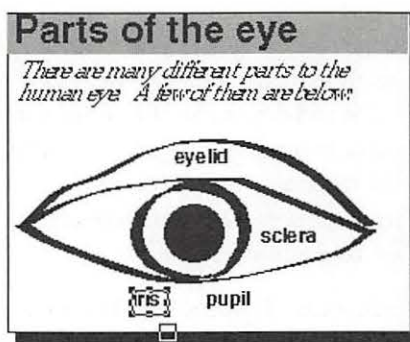 Parts of the eye
There are many different parts to the
human eye. A few of them are below:
eyelid
sclera
iris
pupil